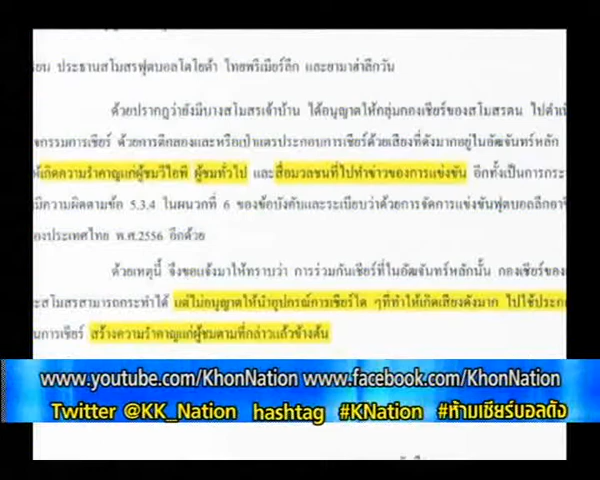 เรียน ประธานสโมสรฟุตบอลโตโยต้า ไทยพรีเมียร์ลีก และยามาฮ่าลีกวัน
ด้วยปรากฏว่ายังมีบางสโมสรเจ้าบ้าน ได้อนุญาตให้กลุ่มกองเชียร์ของสโมสรตน ไปดำเนิ
จกรรมการเชียร์ ด้วยการตีกลองและหรือเป่าแตรประกอบการเชียร์ด้วยเสียงที่ดังมากอยู่ในอัฒจันทร์หลัก
ห้เกิดความรำคาญแก่ผู้ชมวีไอพี ผู้ชมทั่วไป และสื่อมวลชนที่ไปทำข่าวของการแข่งขัน อีกทั้งเป็นการกระ
มีความผิดตามข้อ 5.3.4 ในผนวกที่ 6 ของข้อบังคับและระเบียบว่าด้วยการจัดการแข่งขันฟุตบอลลีกอาชี
องประเทศไทย พ.ศ.2556 อีกด้วย
ด้วยเหตุนี้ จึงขอแจ้งมาให้ทราบว่า การร่วมกันเชียร์ที่ในอัฒจันทร์หลักนั้น กองเชียร์ของ
ะสโมสรสามารถกระทำได้ แต่ไม่อนุญาตให้นำอุปกรณ์การเชียร์ใด ๆที่ทำให้เกิดเสียงดังมาก ไปใช้ประก
นการเชียร์ สร้างความรำคาญแก่ผู้ชมตามที่กล่าวแล้วข้างต้น
www.youtube.com/KhonNation www.facebook.com/KhonNation
Twitter @KK_Nation hashtag #KNation #ห้ามเชียร์บอลดัง